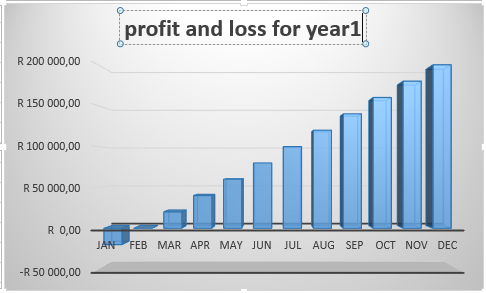 profit and loss for year1
R 200 000,00
R 150 000,00
R 100 000,00
R 50 000,00
R 0,00
-R 50 000,00
JAN FEB MAR APR MAY JUN JUL AUG SEP OCT NOV DEC